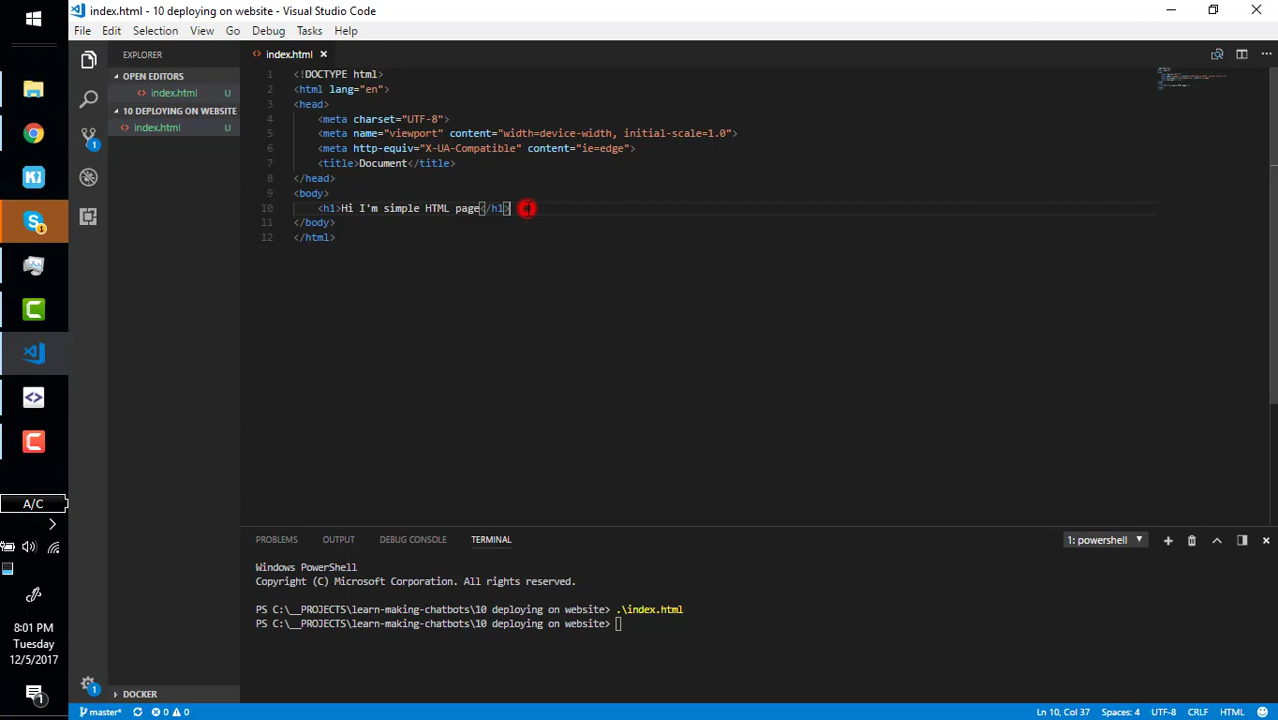 index.html - 10 deploying on website - Visual Studio Code
File Edit Selection View Go Debug Tasks Help
EXPLORER
OPEN EDITORS
index.html U
10 DEPLOYING ON WEBSITE
index.html U
DOCKER
index.html
1 <!DOCTYPE html>
2 <html lang="en">
3 <head>
4 <meta charset="UTF-8">
5 <meta name="viewport" content="width=device-width, initial-scale=1.0">
6 <meta http-equiv="X-UA-Compatible" content="ie=edge">
7 <title>Document</title>
8 </head>
9 <body>
10 <h1>Hi I'm simple HTML page</h1>
11 </body>
12 </html>
PROBLEMS OUTPUT DEBUG CONSOLE TERMINAL 1: powershell
Windows PowerShell
Copyright (C) Microsoft Corporation. All rights reserved.
PS C:\__PROJECTS\learn-making-chatbots\10 deploying on website> .\index.html
PS C:\__PROJECTS\learn-making-chatbots\10 deploying on website>
master* 0 0 Ln 10, Col 37 Spaces: 4 UTF-8 CRLF HTML
1
1
K
1
A/C
8:01 PM
Tuesday
12/5/2017
1